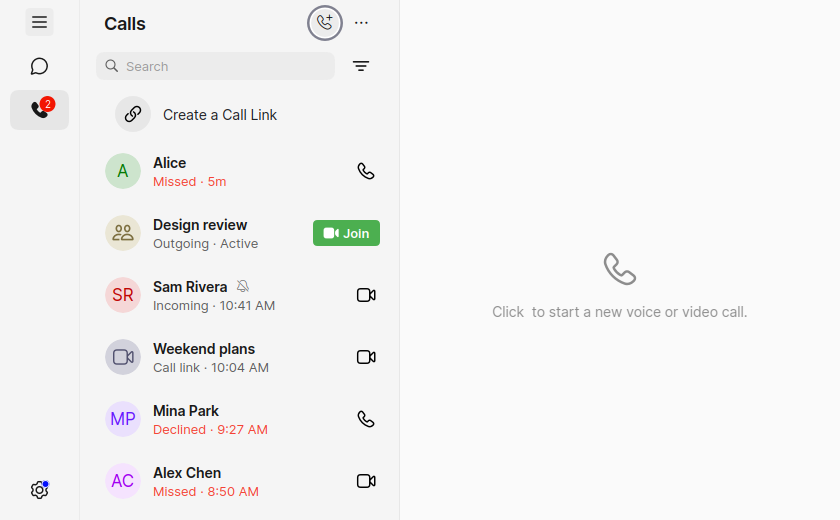 Calls
Search
2
Create a Call Link
A
Alice
Missed · 5m
Design review
Outgoing · Active
Join
SR
Sam Rivera
Incoming · 10:41 AM
Weekend plans
Call link · 10:04 AM
MP
Mina Park
Declined · 9:27 AM
AC
Alex Chen
Missed · 8:50 AM
Click  to start a new voice or video call.